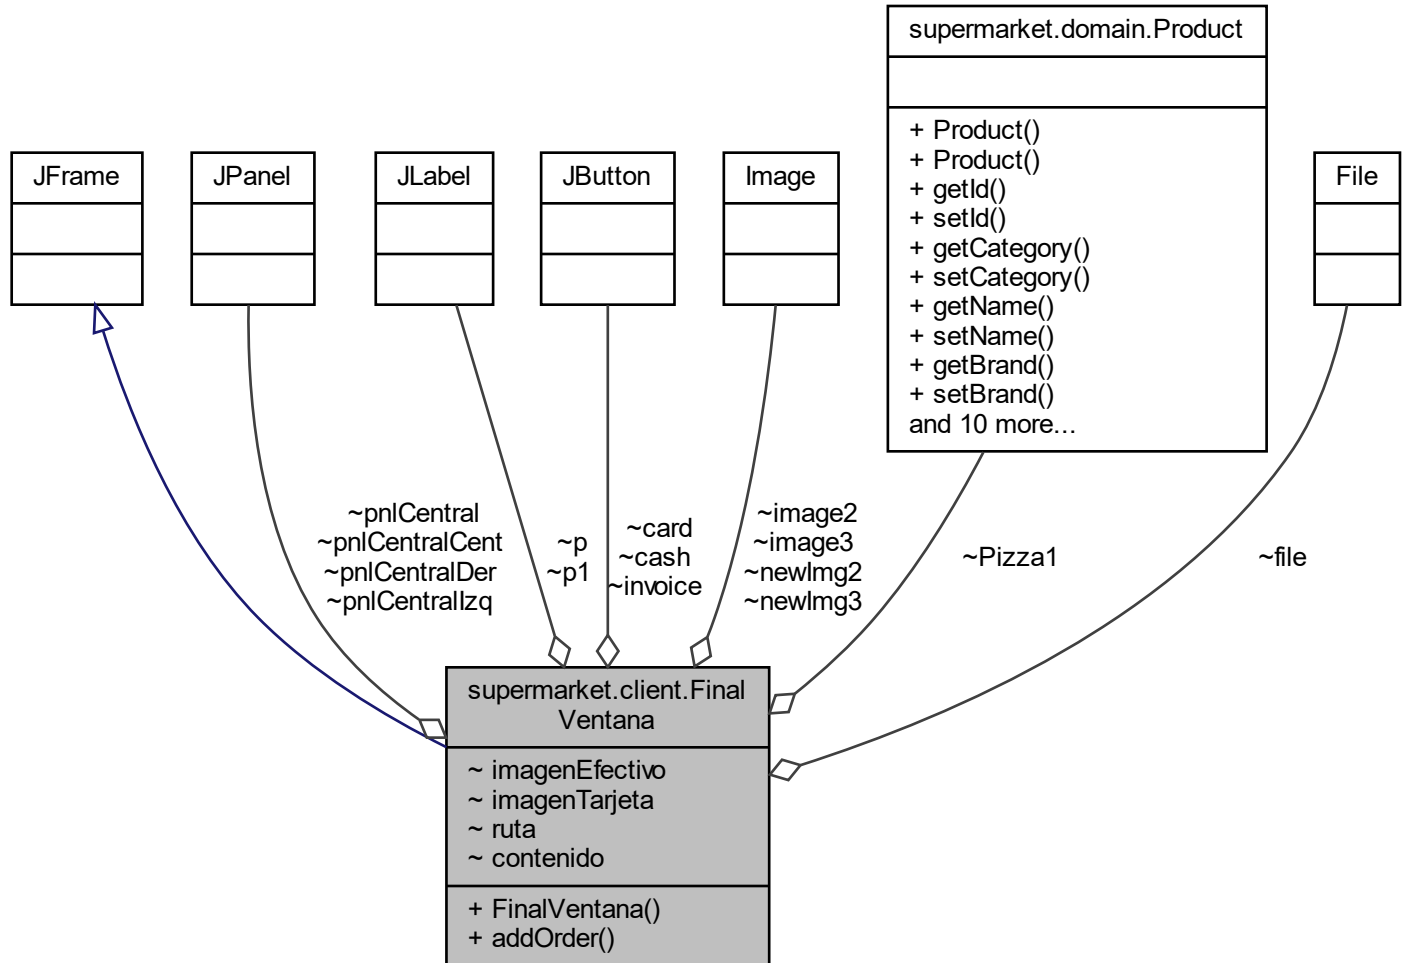 supermarket.domain.Product
+ Product()
+ Product()
+ getId()
+ setId()
+ getCategory()
+ setCategory()
+ getName()
+ setName()
+ getBrand()
+ setBrand()
and 10 more...
JFrame
JPanel
JLabel
JButton
Image
File
~pnlCentral
~pnlCentralCent
~pnlCentralDer
~pnlCentralIzq
~p
~p1
~card
~cash
~invoice
~image2
~image3
~newImg2
~newImg3
~Pizza1
~file
supermarket.client.Final
Ventana
~ imagenEfectivo
~ imagenTarjeta
~ ruta
~ contenido
+ FinalVentana()
+ addOrder()